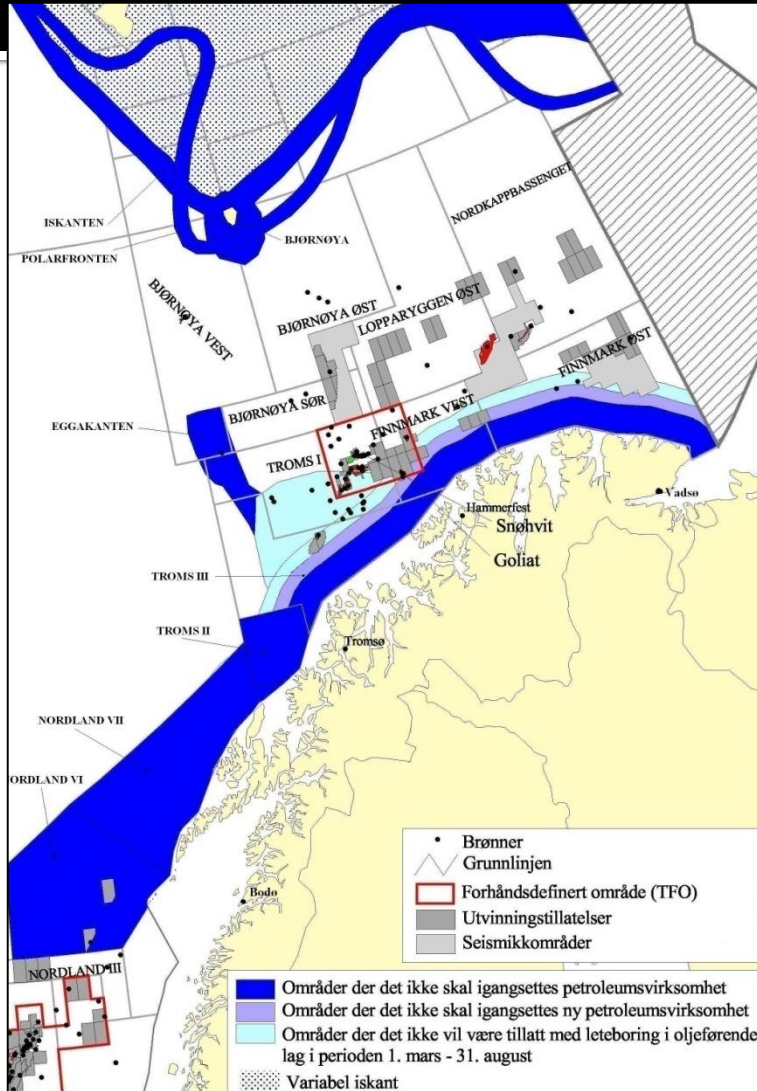 NORDKAPPBASSENGET
ISKANTEN
BJØRNØYA
POLARFRONTEN
BJØRNØYA VEST
BJØRNØYA ØST
LOPPARYGGEN ØST
FINNMARK ØST
BJØRNØYA SØR
EGGAKANTEN
FINNMARK VEST
TROMS I
Vadsø
Hammerfest
Snøhvit
Goliat
TROMS III
TROMS II
Tromsø
NORDLAND VII
ORDLAND VI
Bodø
NORDLAND III
Brønner
Grunnlinjen
Forhåndsdefinert område (TFO)
Utvinningstillatelser
Seismikkområder
Områder der det ikke skal igangsettes petroleumsvirksomhet
Områder der det ikke skal igangsettes ny petroleumsvirksomhet
Områder der det ikke vil være tillatt med leteboring i oljeførende
lag i perioden 1. mars - 31. august
Variabel iskant